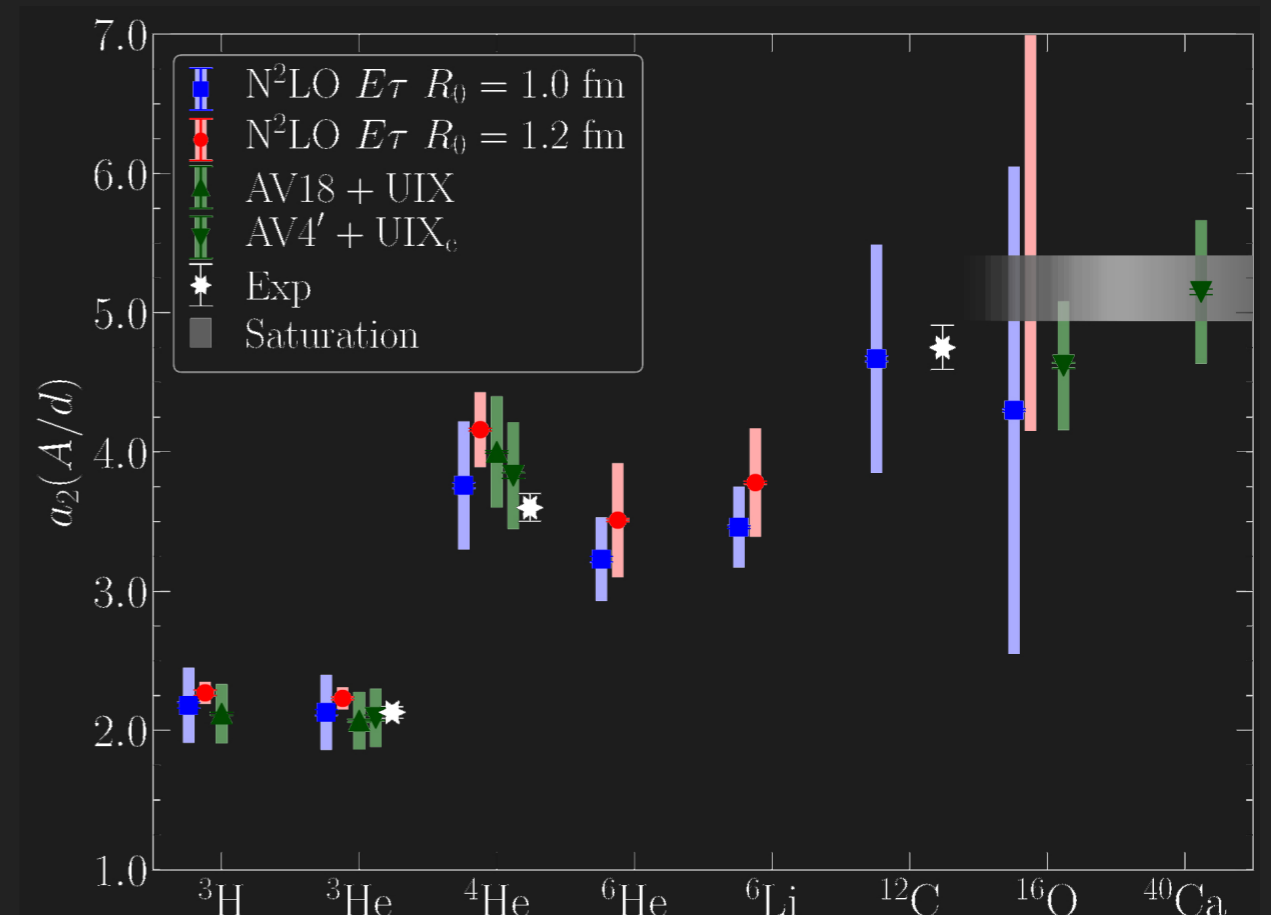 7.0
6.0
5.0
4.0
3.0
2.0
1.0
a₂(A/d)
N²LO Eτ R₀ = 1.0 fm
N²LO Eτ R₀ = 1.2 fm
AV18 + UIX
AV4′ + UIX_c
Exp
Saturation
³H ³He ⁴He ⁶He ⁶Li ¹²C ¹⁶O ⁴⁰Ca